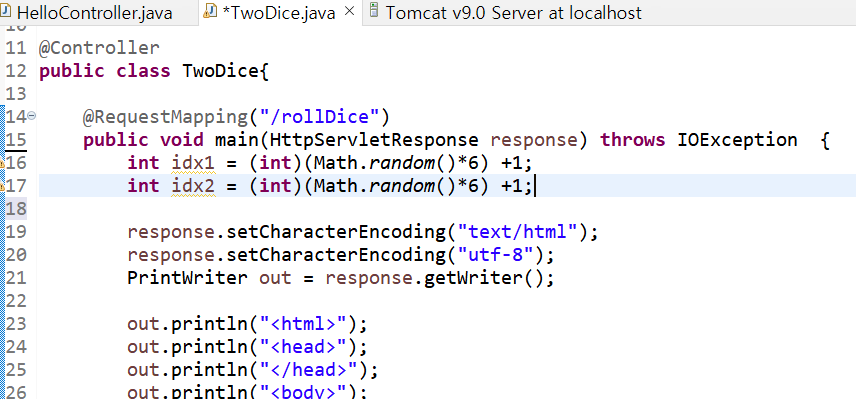 HelloController.java *TwoDice.java Tomcat v9.0 Server at localhost
10
11 @Controller
12 public class TwoDice{
13
14 @RequestMapping("/rollDice")
15 public void main(HttpServletResponse response) throws IOException {
16 int idx1 = (int)(Math.random()*6) +1;
17 int idx2 = (int)(Math.random()*6) +1;
18
19 response.setCharacterEncoding("text/html");
20 response.setCharacterEncoding("utf-8");
21 PrintWriter out = response.getWriter();
22
23 out.println("<html>");
24 out.println("<head>");
25 out.println("</head>");
26 out.println("<body>");